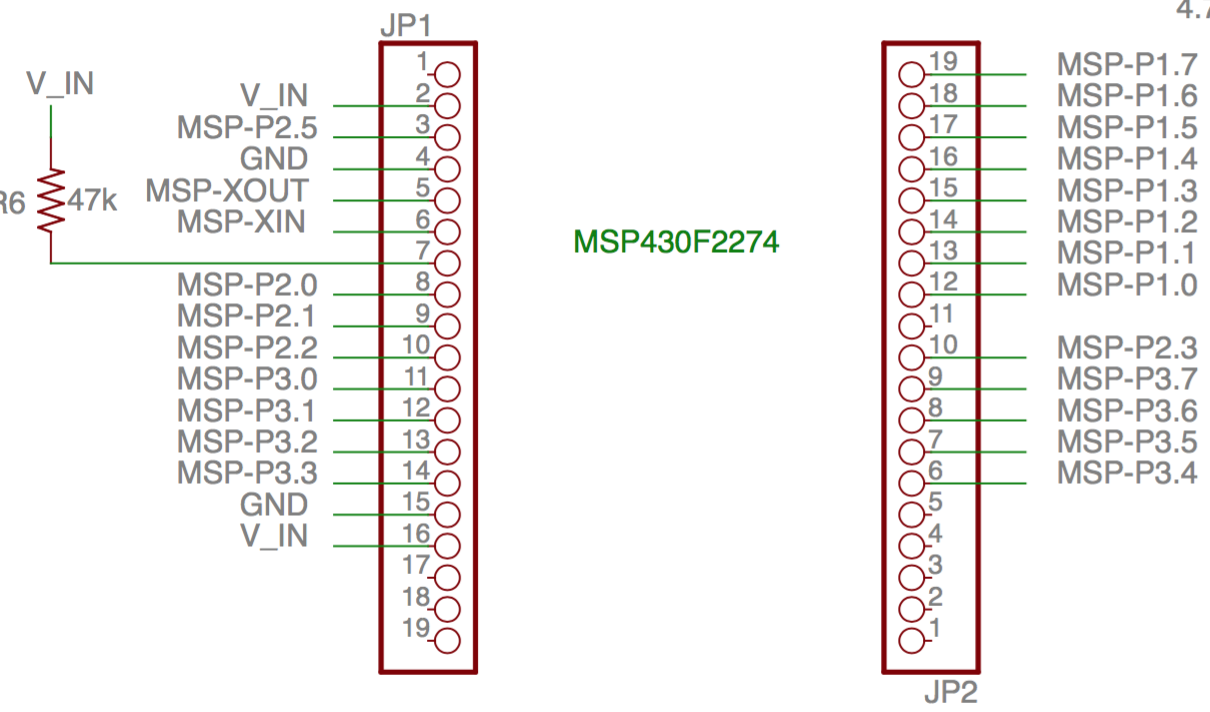 4.7
JP1
V_IN
R6
47k
1
V_IN 2
MSP-P2.5 3
GND 4
MSP-XOUT 5
MSP-XIN 6
7
MSP-P2.0 8
MSP-P2.1 9
MSP-P2.2 10
MSP-P3.0 11
MSP-P3.1 12
MSP-P3.2 13
MSP-P3.3 14
GND 15
V_IN 16
17
18
19
MSP430F2274
19 MSP-P1.7
18 MSP-P1.6
17 MSP-P1.5
16 MSP-P1.4
15 MSP-P1.3
14 MSP-P1.2
13 MSP-P1.1
12 MSP-P1.0
11
10 MSP-P2.3
9 MSP-P3.7
8 MSP-P3.6
7 MSP-P3.5
6 MSP-P3.4
5
4
3
2
1
JP2